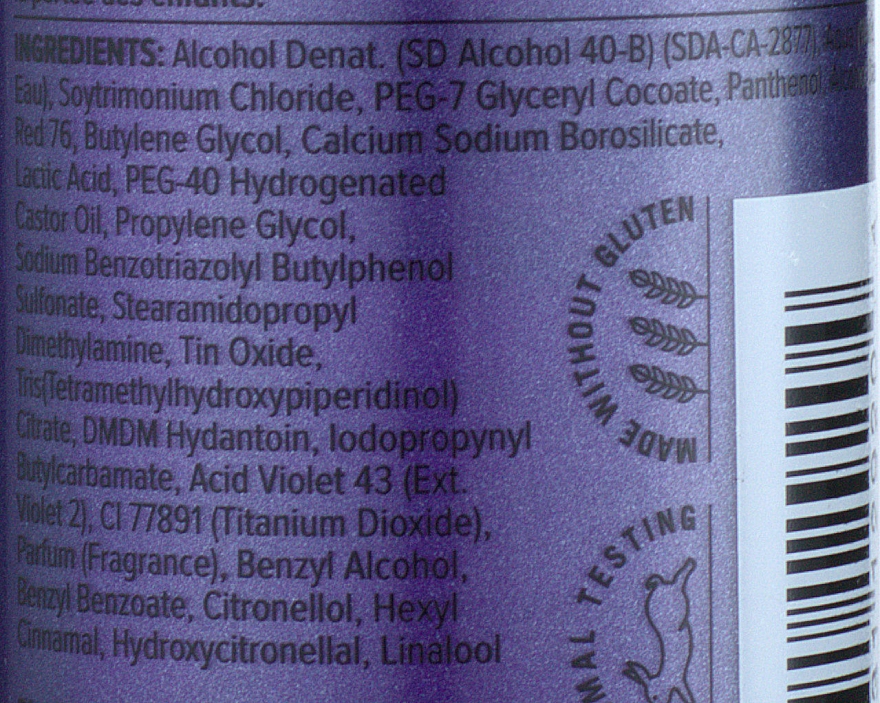 des enfants.
INGREDIENTS: Alcohol Denat. (SD Alcohol 40-B) (SDA-CA-2877),
Eau), Soytrimonium Chloride, PEG-7 Glyceryl Cocoate, Panthenol,
Red 76, Butylene Glycol, Calcium Sodium Borosilicate,
Lactic Acid, PEG-40 Hydrogenated
Castor Oil, Propylene Glycol,
Sodium Benzotriazolyl Butylphenol
Sulfonate, Stearamidopropyl
Dimethylamine, Tin Oxide,
Tris(Tetramethylhydroxypiperidinol)
Citrate, DMDM Hydantoin, Iodopropynyl
Butylcarbamate, Acid Violet 43 (Ext.
Violet 2), CI 77891 (Titanium Dioxide),
Parfum (Fragrance), Benzyl Alcohol,
Benzyl Benzoate, Citronellol, Hexyl
Cinnamal, Hydroxycitronellal, Linalool
MADE WITHOUT GLUTEN
MAL TESTING